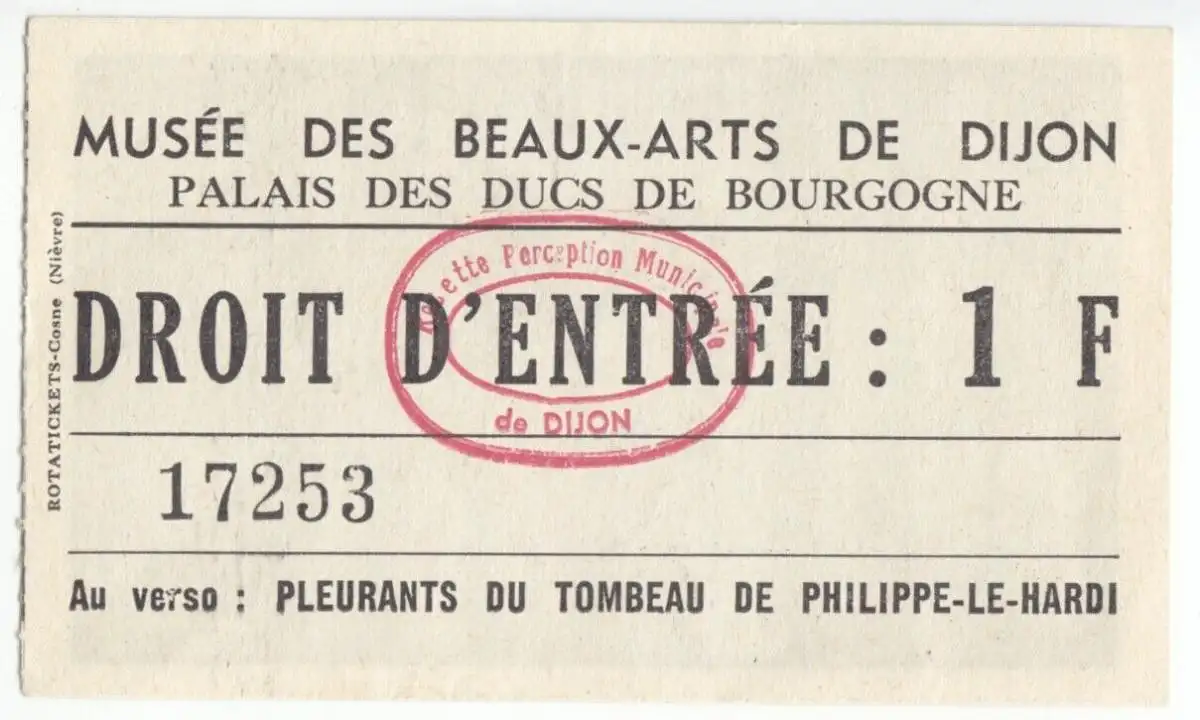 MUSÉE DES BEAUX-ARTS DE DIJON
PALAIS DES DUCS DE BOURGOGNE
Recette Perception Municipale
DROIT D'ENTRÉE : 1 F
de DIJON
17253
Au verso : PLEURANTS DU TOMBEAU DE PHILIPPE-LE-HARDI
ROTATICKETS-Cosne (Nièvre)